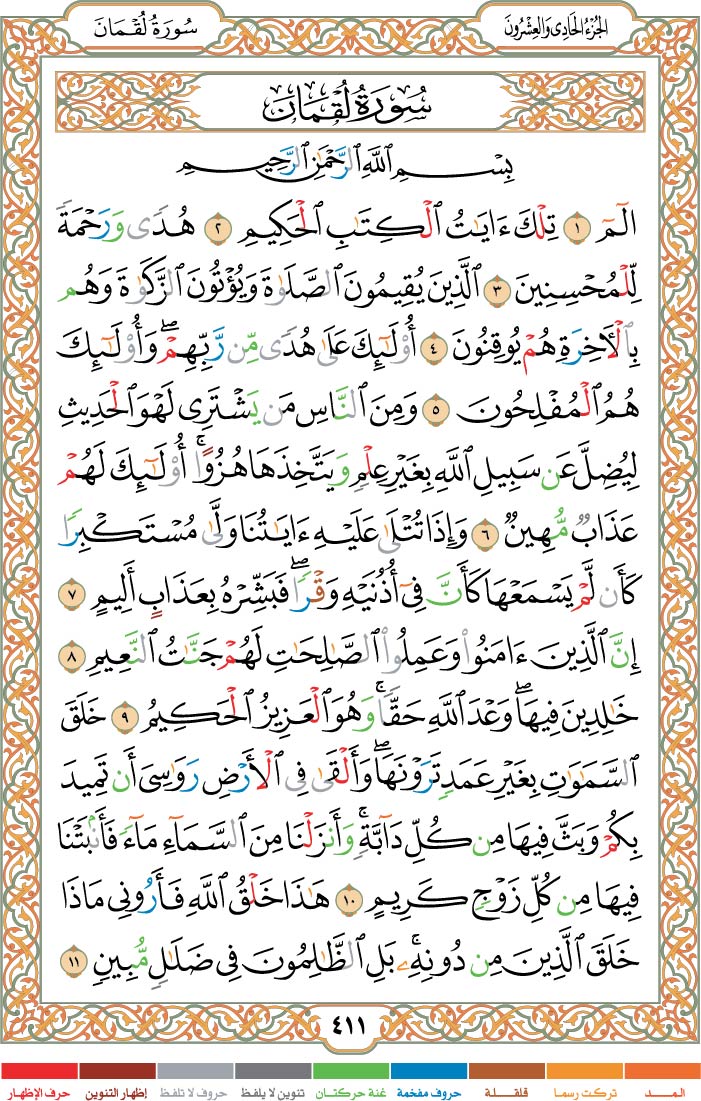 الجُزْءُ الحَادِى وَالعِشْرُونَ سُورَةُ لُقْمَانَ
سُورَةُ لُقْمَانَ
بِسْمِ ٱللَّهِ ٱلرَّحْمَٰنِ ٱلرَّحِيمِ
الٓمٓ ١ تِلْكَ ءَايَٰتُ ٱلْكِتَٰبِ ٱلْحَكِيمِ ٢ هُدًى وَرَحْمَةً
لِّلْمُحْسِنِينَ ٣ ٱلَّذِينَ يُقِيمُونَ ٱلصَّلَوٰةَ وَيُؤْتُونَ ٱلزَّكَوٰةَ وَهُم
بِٱلْأَخِرَةِ هُمْ يُوقِنُونَ ٤ أُو۟لَٰٓئِكَ عَلَىٰ هُدًى مِّن رَّبِّهِمْ ۖ وَأُو۟لَٰٓئِكَ
هُمُ ٱلْمُفْلِحُونَ ٥ وَمِنَ ٱلنَّاسِ مَن يَشْتَرِى لَهْوَ ٱلْحَدِيثِ
لِيُضِلَّ عَن سَبِيلِ ٱللَّهِ بِغَيْرِ عِلْمٍ وَيَتَّخِذَهَا هُزُوًا ۚ أُو۟لَٰٓئِكَ لَهُمْ
عَذَابٌ مُّهِينٌ ٦ وَإِذَا تُتْلَىٰ عَلَيْهِ ءَايَٰتُنَا وَلَّىٰ مُسْتَكْبِرًا
كَأَن لَّمْ يَسْمَعْهَا كَأَنَّ فِىٓ أُذُنَيْهِ وَقْرًا ۖ فَبَشِّرْهُ بِعَذَابٍ أَلِيمٍ ٧
إِنَّ ٱلَّذِينَ ءَامَنُوا۟ وَعَمِلُوا۟ ٱلصَّٰلِحَٰتِ لَهُمْ جَنَّٰتُ ٱلنَّعِيمِ ٨
خَٰلِدِينَ فِيهَا ۖ وَعْدَ ٱللَّهِ حَقًّا ۚ وَهُوَ ٱلْعَزِيزُ ٱلْحَكِيمُ ٩ خَلَقَ
ٱلسَّمَٰوَٰتِ بِغَيْرِ عَمَدٍ تَرَوْنَهَا ۖ وَأَلْقَىٰ فِى ٱلْأَرْضِ رَوَٰسِىَ أَن تَمِيدَ
بِكُمْ وَبَثَّ فِيهَا مِن كُلِّ دَآبَّةٍ ۚ وَأَنزَلْنَا مِنَ ٱلسَّمَآءِ مَآءً فَأَنۢبَتْنَا
فِيهَا مِن كُلِّ زَوْجٍ كَرِيمٍ ١٠ هَٰذَا خَلْقُ ٱللَّهِ فَأَرُونِى مَاذَا
خَلَقَ ٱلَّذِينَ مِن دُونِهِۦ ۚ بَلِ ٱلظَّٰلِمُونَ فِى ضَلَٰلٍ مُّبِينٍ ١١
٤١١
المــد تركت رسما قلقلة حروف مفخمة غنة حركتان تنوين لا يلفظ حروف لا تلفظ إظهار التنوين حرف الإظهار